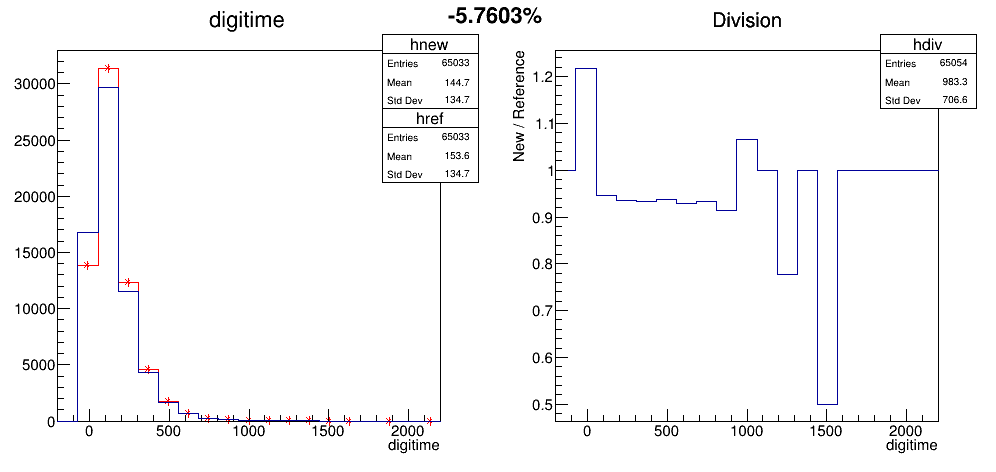 -5.7603%
digitime
hnew
Entries 65033
Mean 144.7
Std Dev 134.7
href
Entries 65033
Mean 153.6
Std Dev 134.7
30000
25000
20000
15000
10000
5000
0
0 500 1000 1500 2000
digitime
Division
hdiv
Entries 65054
Mean 983.3
Std Dev 706.6
New / Reference
1.2
1.1
1
0.9
0.8
0.7
0.6
0.5
0 500 1000 1500 2000
digitime